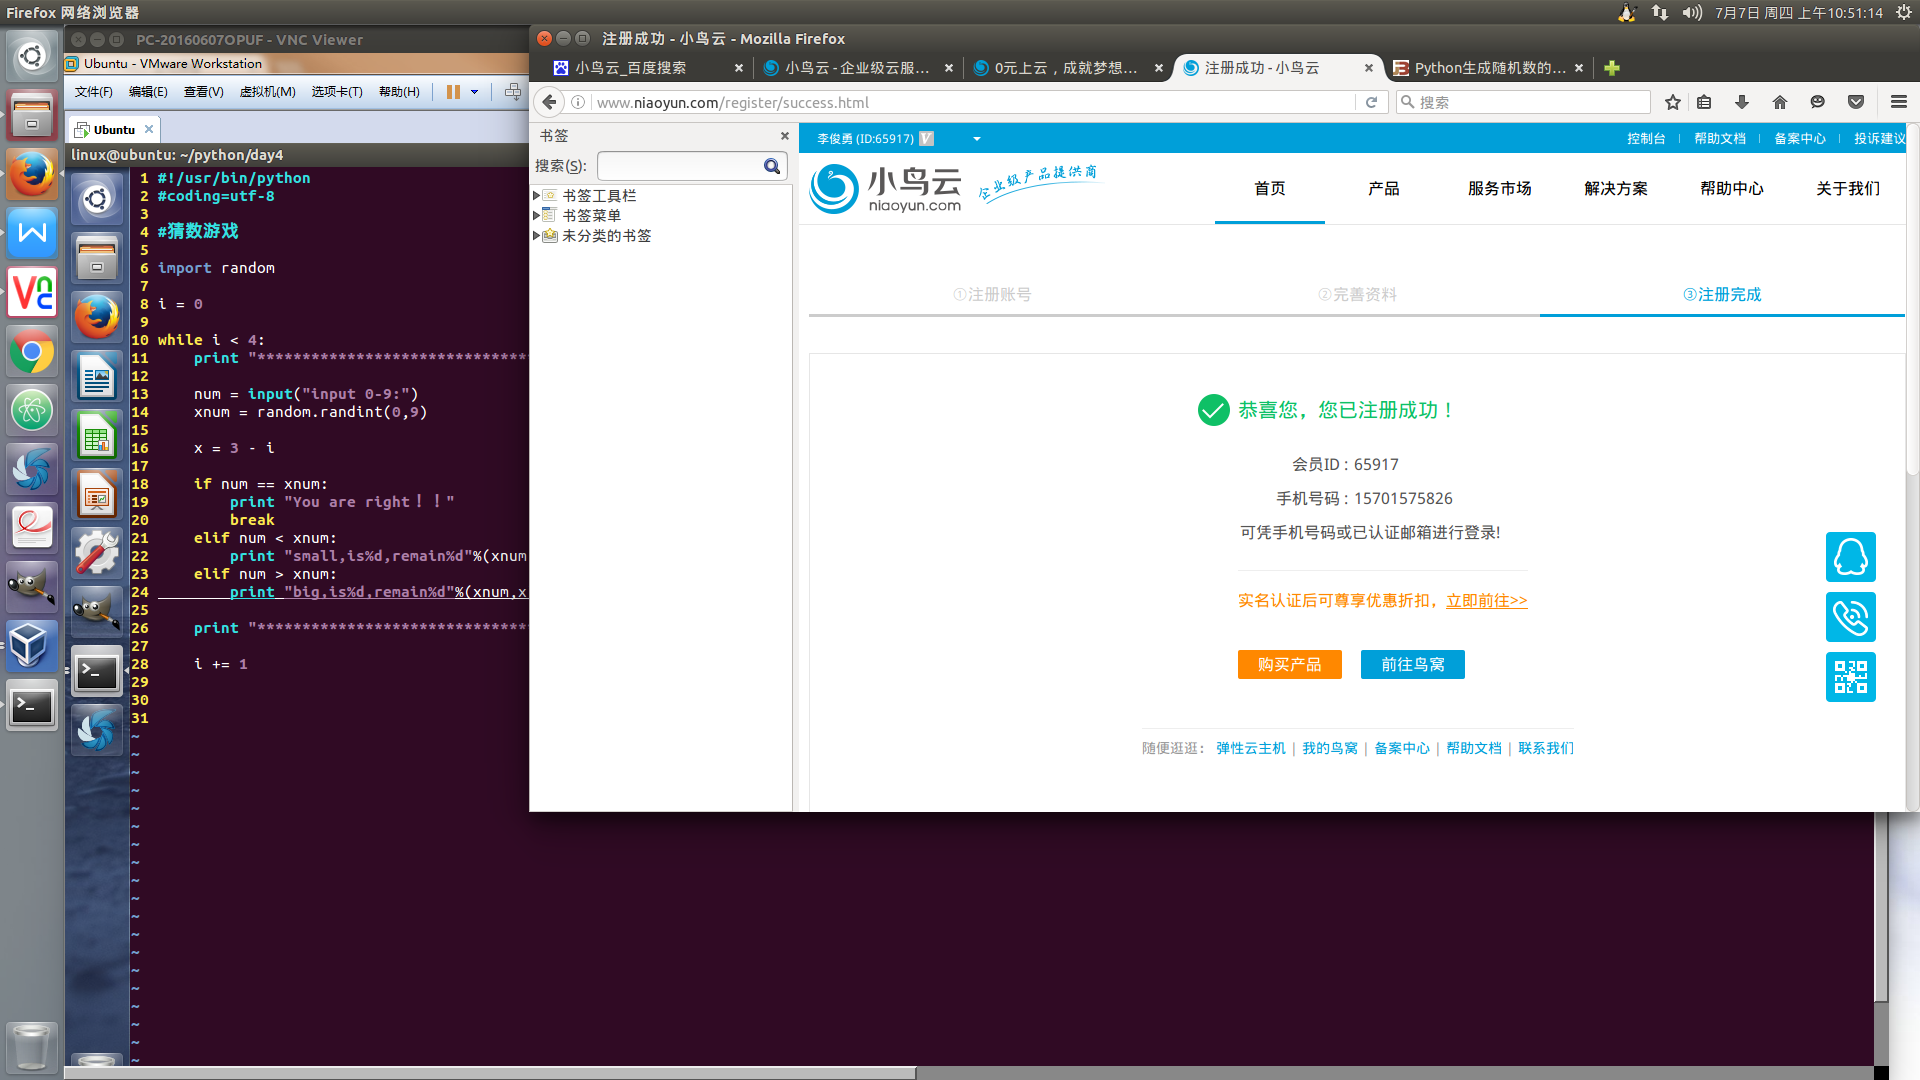 Firefox 网络浏览器
7月7日 周四 上午10:51:14
PC-20160607OPUF - VNC Viewer
Ubuntu - VMware Workstation
文件(F) 编辑(E) 查看(V) 虚拟机(M) 选项卡(T) 帮助(H)
Ubuntu
linux@ubuntu: ~/python/day4
1 #!/usr/bin/python
2 #coding=utf-8
3
4 #猜数游戏
5
6 import random
7
8 i = 0
9
10 while i < 4:
11     print "******************************
12
13     num = input("input 0-9:")
14     xnum = random.randint(0,9)
15
16     x = 3 - i
17
18     if num == xnum:
19         print "You are right！！"
20         break
21     elif num < xnum:
22         print "small,is%d,remain%d"%(xnum
23     elif num > xnum:
24         print "big,is%d,remain%d"%(xnum,x
25
26     print "******************************
27
28     i += 1
29
30
31
注册成功 - 小鸟云 - Mozilla Firefox
小鸟云_百度搜索
小鸟云 - 企业级云服...
0元上云，成就梦想...
注册成功 - 小鸟云
Python生成随机数的...
www.niaoyun.com/register/success.html
搜索
书签
搜索(S):
书签工具栏
书签菜单
未分类的书签
李俊勇 (ID:65917) V
控制台 | 帮助文档 | 备案中心 | 投诉建议
小鸟云
niaoyun.com
企业级产品提供商
首页 产品 服务市场 解决方案 帮助中心 关于我们
①注册账号 ②完善资料 ③注册完成
恭喜您，您已注册成功！
会员ID : 65917
手机号码 : 15701575826
可凭手机号码或已认证邮箱进行登录!
实名认证后可尊享优惠折扣，立即前往>>
购买产品 前往鸟窝
随便逛逛： 弹性云主机 | 我的鸟窝 | 备案中心 | 帮助文档 | 联系我们